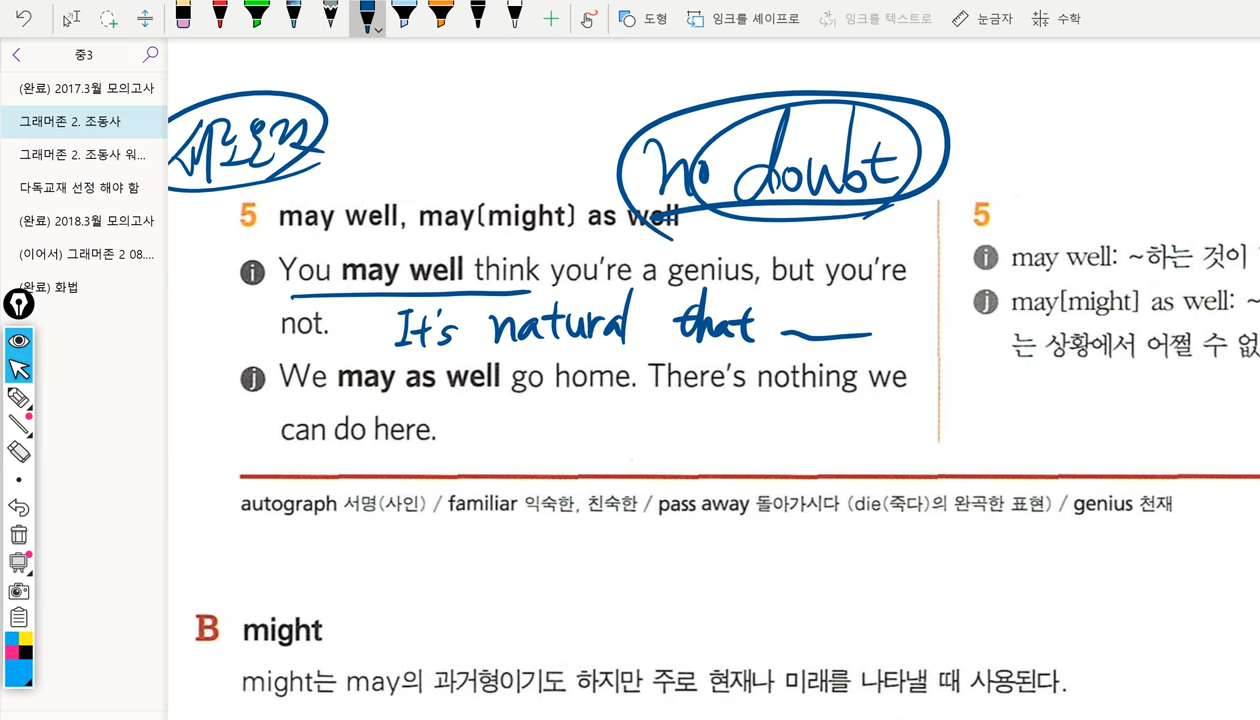 도형
잉크를 셰이프로
잉크를 텍스트로
눈금자
수학
중3
(완료) 2017.3월 모의고사
그래머존 2. 조동사
그래머존 2. 조동사 워...
다독교재 선정 해야 함
(완료) 2018.3월 모의고사
(이어서) 그래머존 2 08....
(완료) 화법
no doubt
5 may well, may(might) as well
i You may well think you're a genius, but you're
not.
It's natural that
j We may as well go home. There's nothing we
can do here.
5
i may well: ~하는 것이
j may[might] as well: ~
는 상황에서 어쩔 수 없
autograph 서명(사인) / familiar 익숙한, 친숙한 / pass away 돌아가시다 (die(죽다)의 완곡한 표현) / genius 천재
B might
might는 may의 과거형이기도 하지만 주로 현재나 미래를 나타낼 때 사용된다.